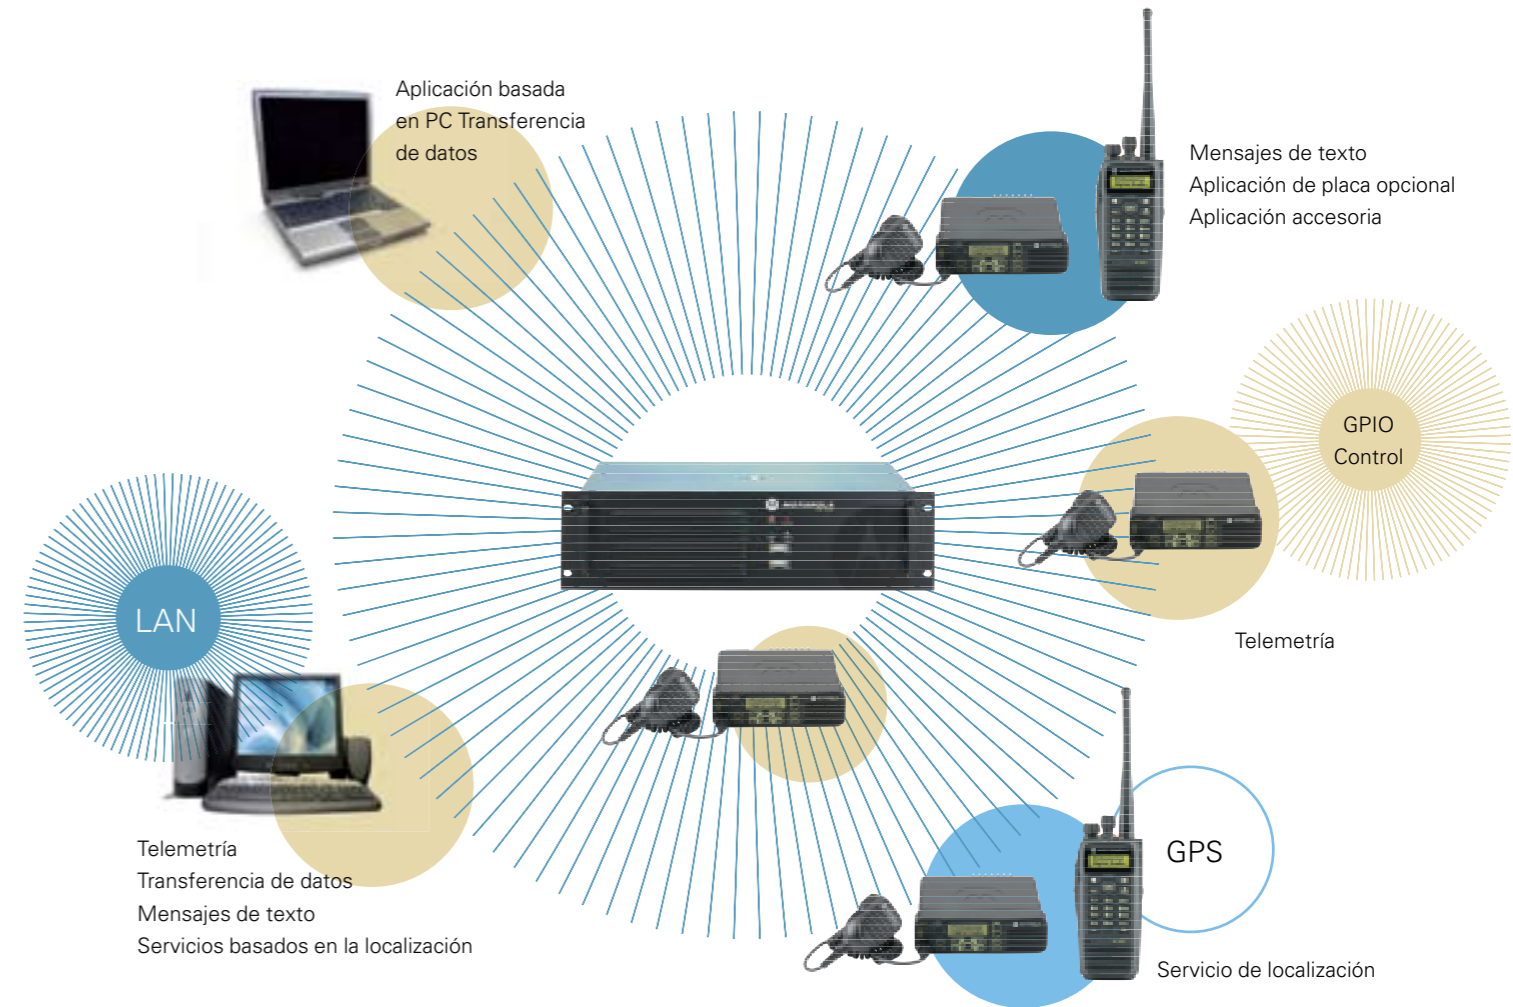 Aplicación basada
en PC Transferencia
de datos
Mensajes de texto
Aplicación de placa opcional
Aplicación accesoria
GPIO
Control
MOTOROLA
LAN
Telemetría
Telemetría
Transferencia de datos
Mensajes de texto
Servicios basados en la localización
GPS
Servicio de localización